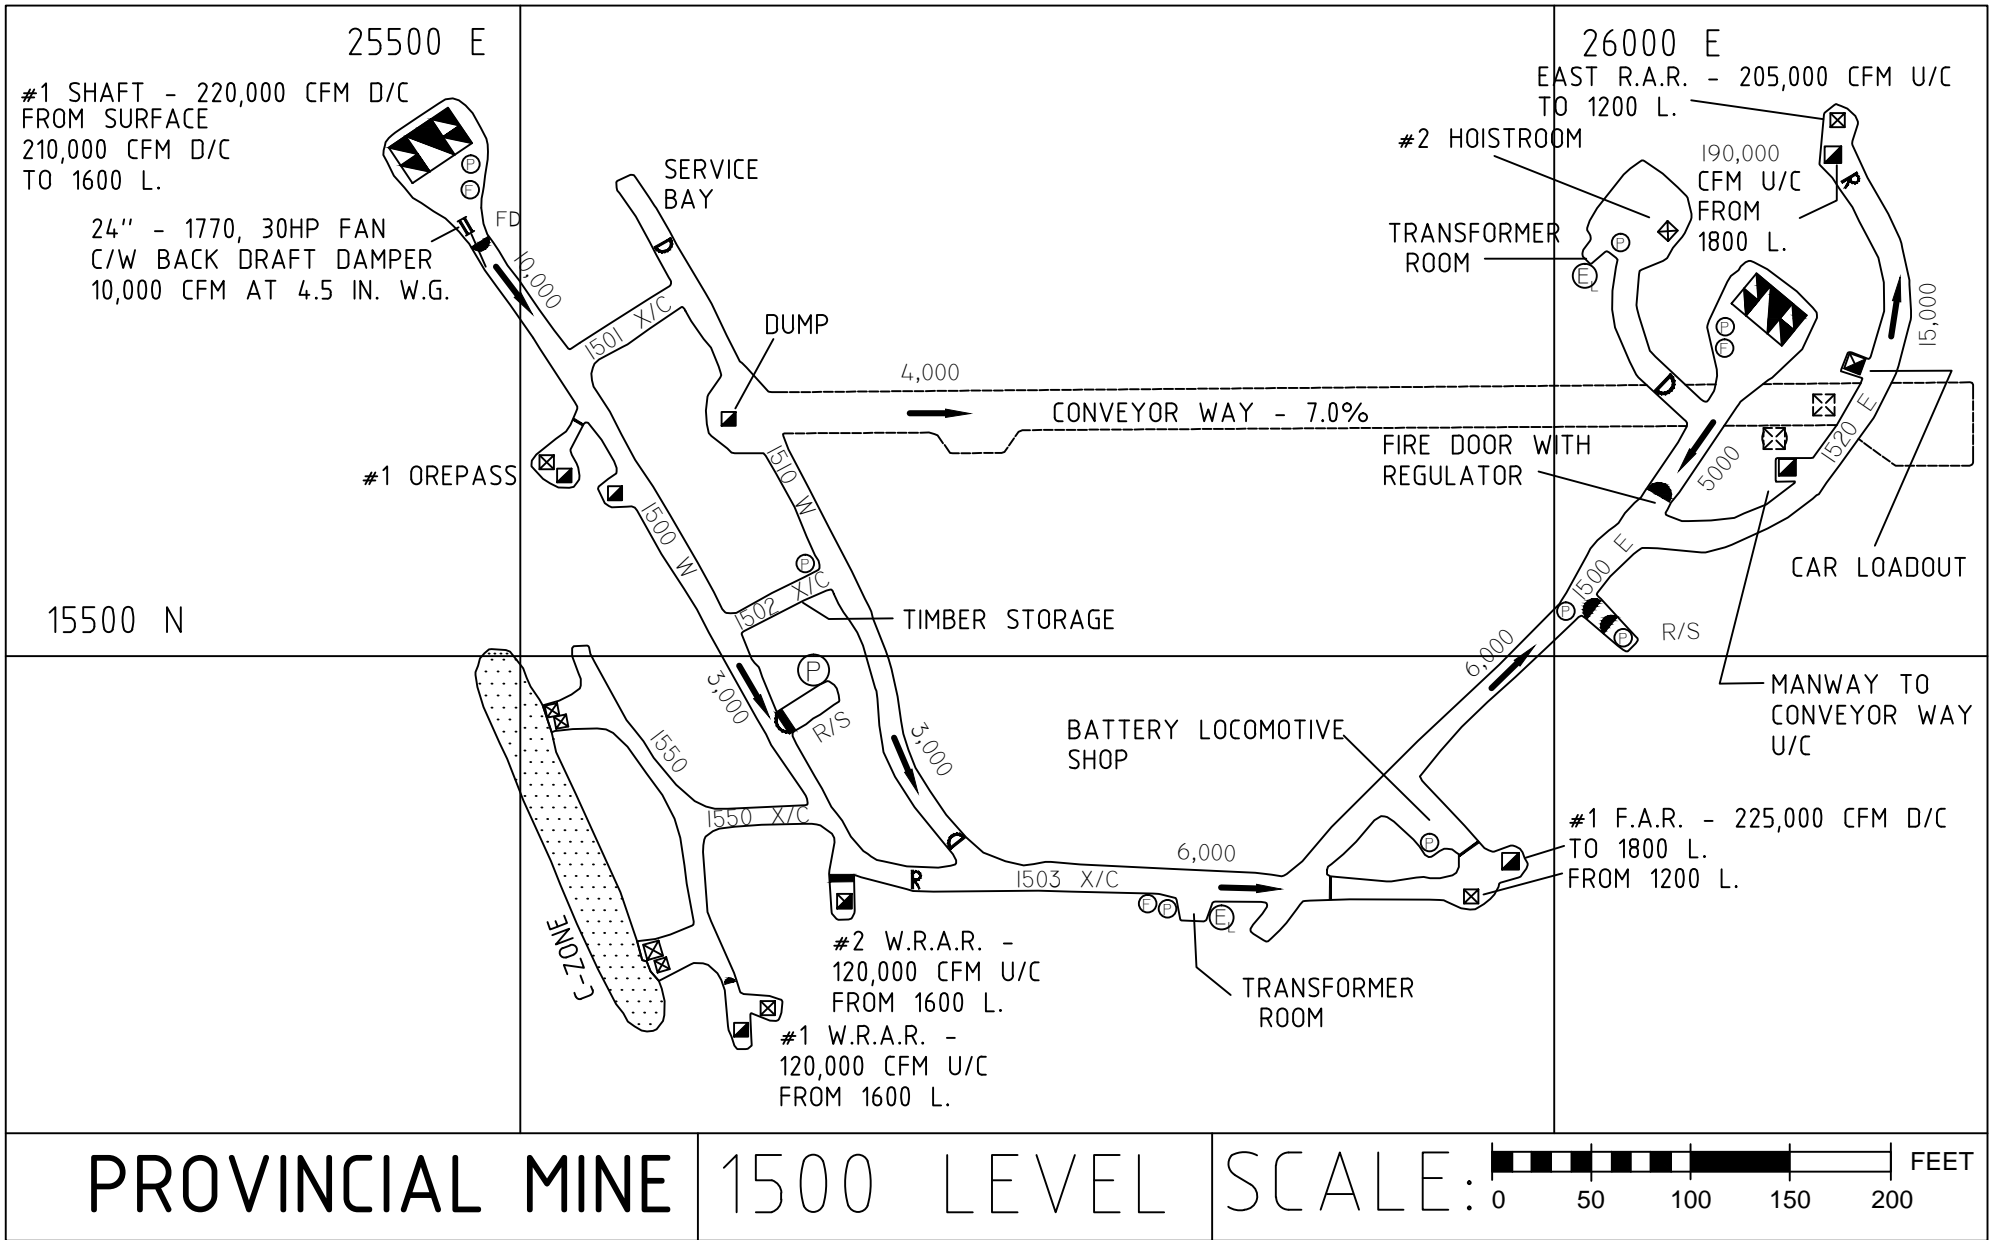 25500 E
26000 E
#1 SHAFT - 220,000 CFM D/C
FROM SURFACE
210,000 CFM D/C
TO 1600 L.
24" - 1770, 30HP FAN
C/W BACK DRAFT DAMPER
10,000 CFM AT 4.5 IN. W.G.
P
F
FD
10,000
SERVICE
BAY
D
1501 X/C
DUMP
4,000
CONVEYOR WAY - 7.0%
EAST R.A.R. - 205,000 CFM U/C
TO 1200 L.
#2 HOISTROOM
190,000
CFM U/C
FROM
1800 L.
R
TRANSFORMER
ROOM
P
EL
P
F
15,000
D
#1 OREPASS
1510 W
1500 W
P
1502 X/C
TIMBER STORAGE
FIRE DOOR WITH
REGULATOR
5000
1520 E
CAR LOADOUT
1500 E
P
P
R/S
15500 N
3,000
P
R/S
3,000
D
6,000
MANWAY TO
CONVEYOR WAY
U/C
BATTERY LOCOMOTIVE
SHOP
P
1550
1550 X/C
R
1503 X/C
6,000
F
P
EL
TRANSFORMER
ROOM
#1 F.A.R. - 225,000 CFM D/C
TO 1800 L.
FROM 1200 L.
C-ZONE
#2 W.R.A.R. -
120,000 CFM U/C
FROM 1600 L.
#1 W.R.A.R. -
120,000 CFM U/C
FROM 1600 L.
PROVINCIAL MINE
1500 LEVEL
SCALE:
0 50 100 150 200
FEET